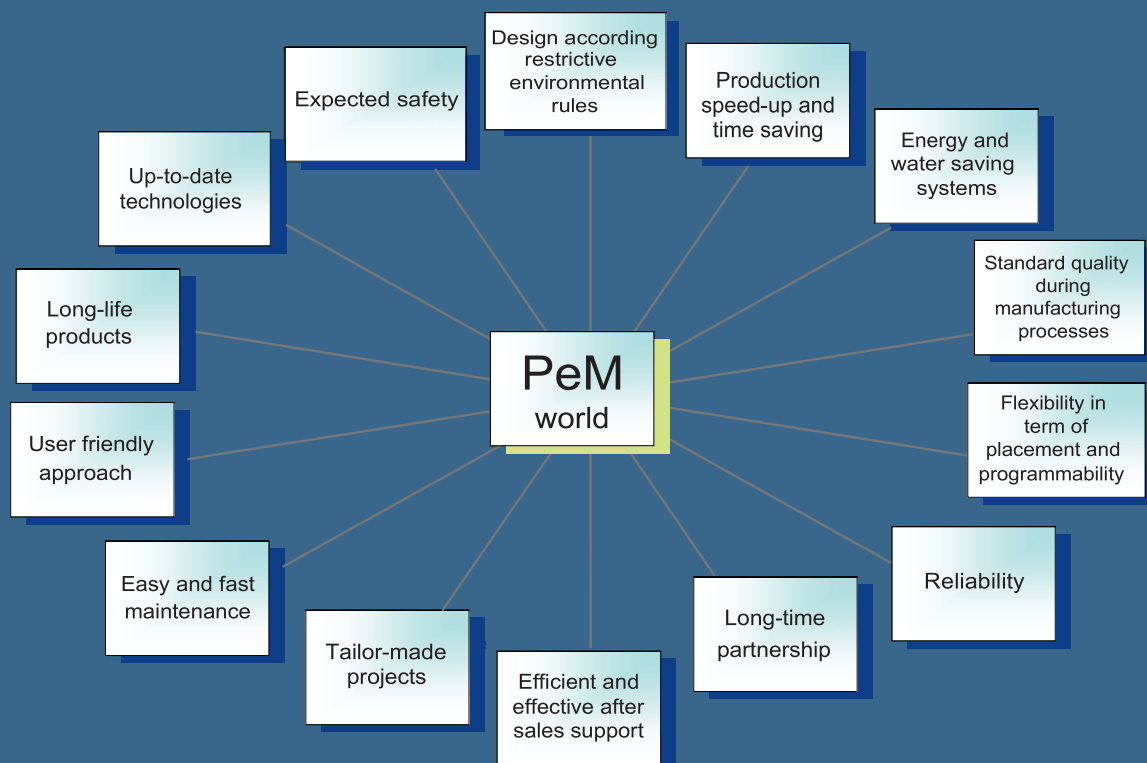 Design according
restrictive
environmental
rules
Production
speed-up and
time saving
Energy and
water saving
systems
Standard quality
during
manufacturing
processes
Flexibility in
term of
placement and
programmability
Reliability
Long-time
partnership
Efficient and
effective after
sales support
Tailor-made
projects
Easy and fast
maintenance
User friendly
approach
Long-life
products
Up-to-date
technologies
Expected safety
PeM
world